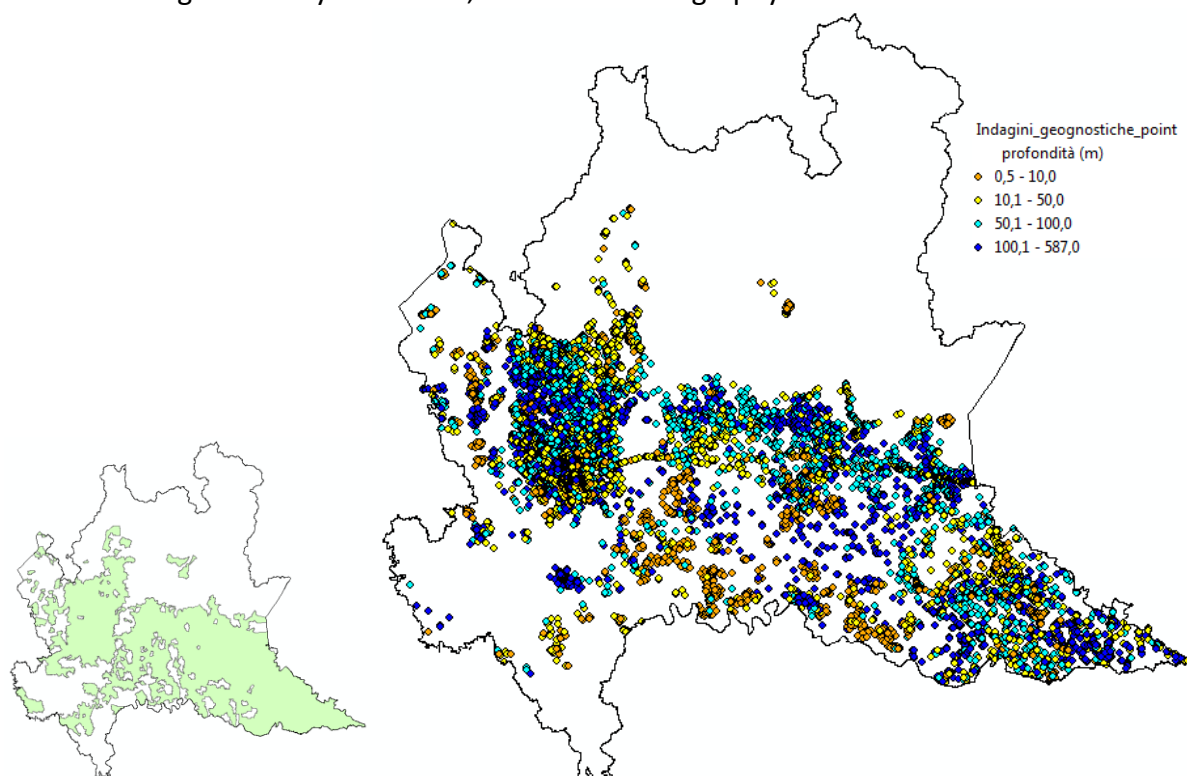 Indagini_geognostiche_point
profondità (m)
0,5 - 10,0
10,1 - 50,0
50,1 - 100,0
100,1 - 587,0